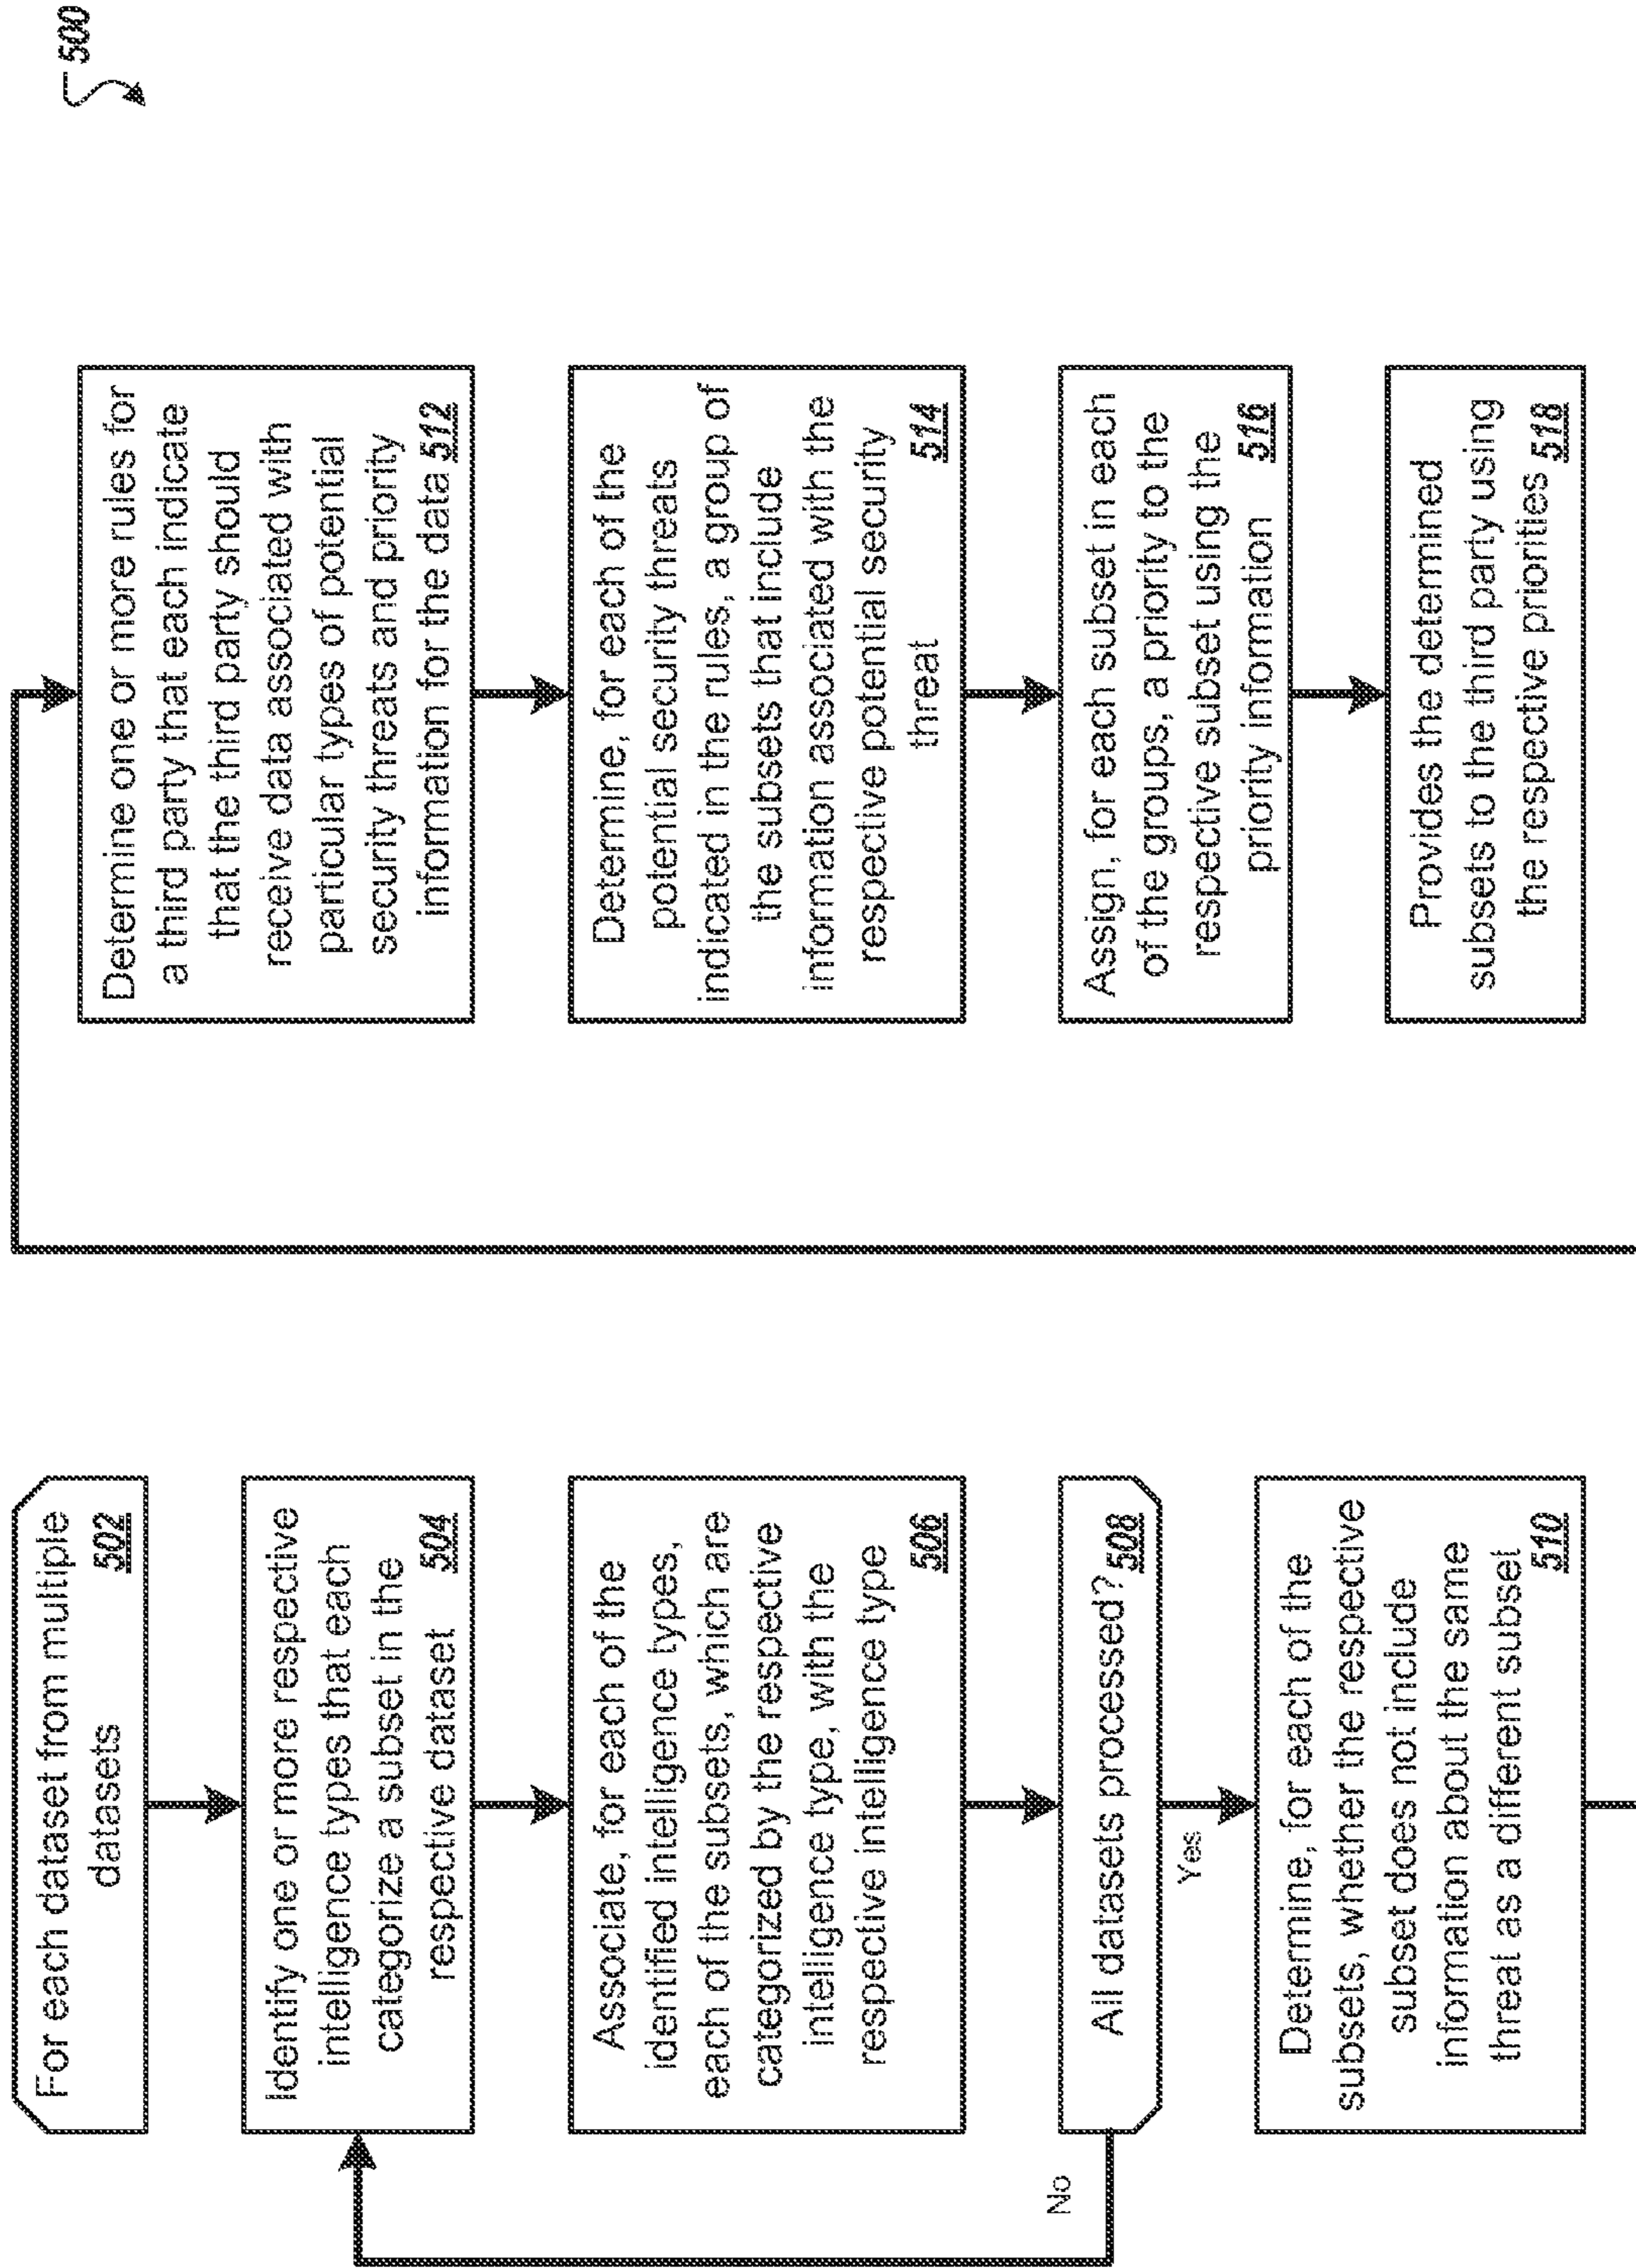 500
For each dataset from multiple
datasets
502
Identify one or more respective
intelligence types that each
categorize a subset in the
respective dataset
504
Associate, for each of the
identified intelligence types,
each of the subsets, which are
categorized by the respective
intelligence type, with the
respective intelligence type
506
All datasets processed? 508
No
Yes
Determine, for each of the
subsets, whether the respective
subset does not include
information about the same
threat as a different subset
510
Determine one or more rules for
a third party that each indicate
that the third party should
receive data associated with
particular types of potential
security threats and priority
information for the data 512
Determine, for each of the
potential security threats
indicated in the rules, a group of
the subsets that include
information associated with the
respective potential security
threat
514
Assign, for each subset in each
of the groups, a priority to the
respective subset using the
priority information
516
Provides the determined
subsets to the third party using
the respective priorities 518